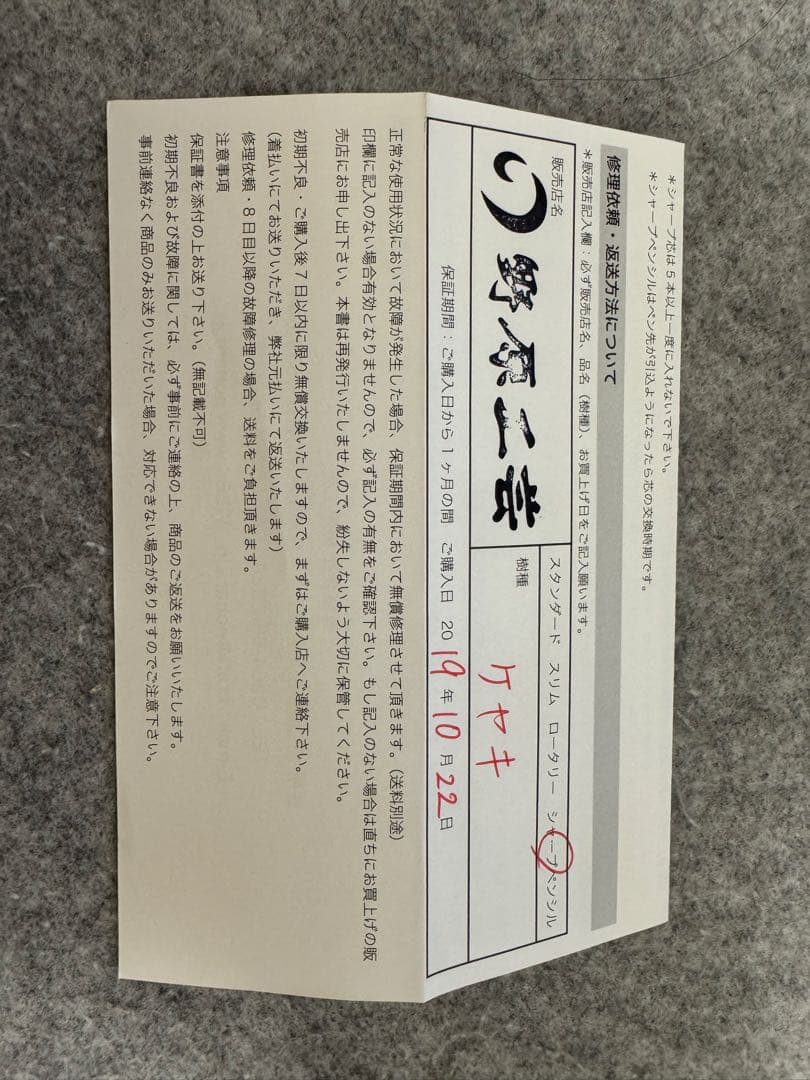 ＊シャープ芯は５本以上一度に入れないで下さい。
＊シャープペンシルはペン先が引込ようになったら芯の交換時期です。
修理依頼・返送方法について
＊販売店記入欄：必ず販売店名、品名（樹種）、お買上げ日をご記入願います。
販売店名
野原工芸
スタンダード　スリム　ロータリー　シャープペンシル
樹種
ケヤキ
保証期間：ご購入日から１ヶ月の間　ご購入日　2019年10月22日
正常な使用状況において故障が発生した場合、保証期間内において無償修理させて頂きます。（送料別途）
印欄に記入のない場合有効となりませんので、必ず記入の有無をご確認下さい。もし記入のない場合は直ちにお買上げの販
売店にお申し出下さい。本書は再発行いたしませんので、紛失しないよう大切に保管してください。
初期不良・ご購入後７日以内に限り無償交換いたしますので、まずはご購入店へご連絡下さい。
（着払いにてお送りいただき、弊社元払いにて返送いたします）
修理依頼・８日目以降の故障修理の場合、送料をご負担頂きます。
注意事項
保証書を添付の上お送り下さい。（無記載不可）
初期不良および故障に関しては、必ず事前にご連絡の上、商品のご返送をお願いいたします。
事前連絡なく商品のみお送りいただいた場合、対応できない場合がありますのでご注意下さい。